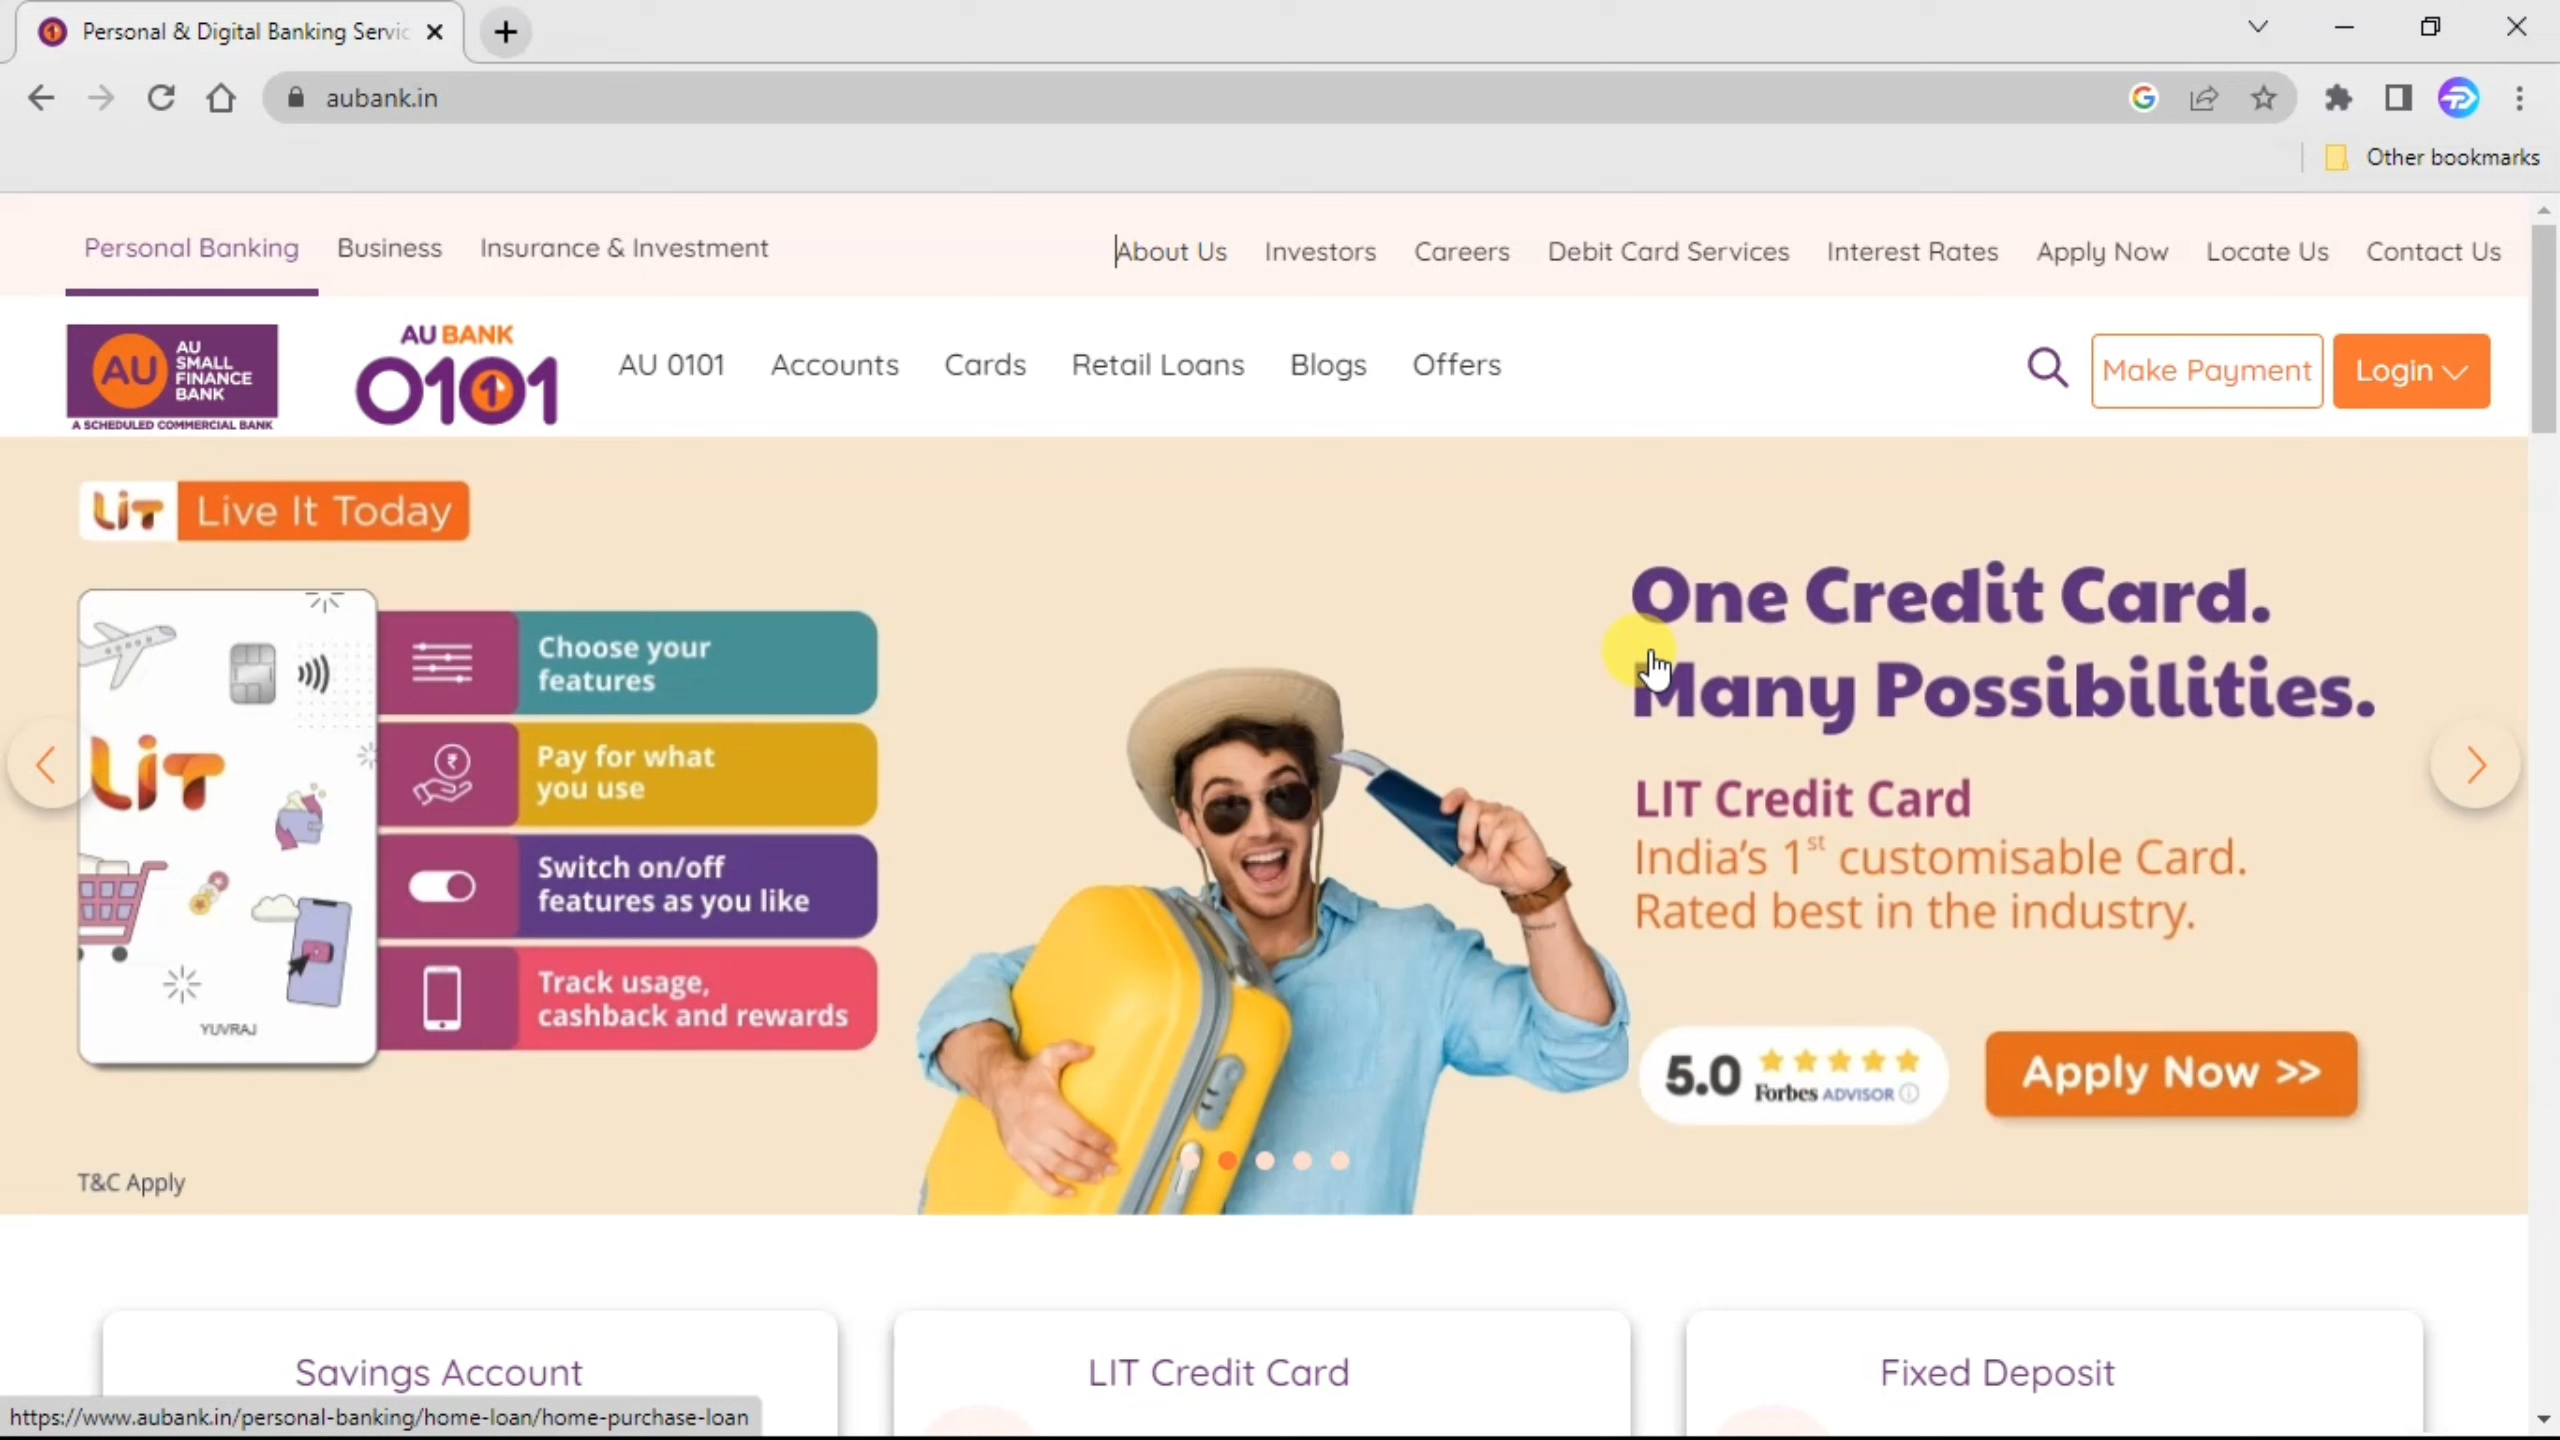 Personal & Digital Banking Servic
aubank.in
Other bookmarks
Personal Banking Business Insurance & Investment About Us Investors Careers Debit Card Services Interest Rates Apply Now Locate Us Contact Us
AU
AU
SMALL
FINANCE
BANK
A SCHEDULED COMMERCIAL BANK
AU BANK
0101
AU 0101 Accounts Cards Retail Loans Blogs Offers Make Payment Login
LiT Live It Today
LiT
YUVRAJ
Choose your
features
Pay for what
you use
Switch on/off
features as you like
Track usage,
cashback and rewards
T&C Apply
One Credit Card.
Many Possibilities.
LIT Credit Card
India's 1st customisable Card.
Rated best in the industry.
5.0
Forbes ADVISOR
Apply Now >>
Savings Account LIT Credit Card Fixed Deposit
https://www.aubank.in/personal-banking/home-loan/home-purchase-loan